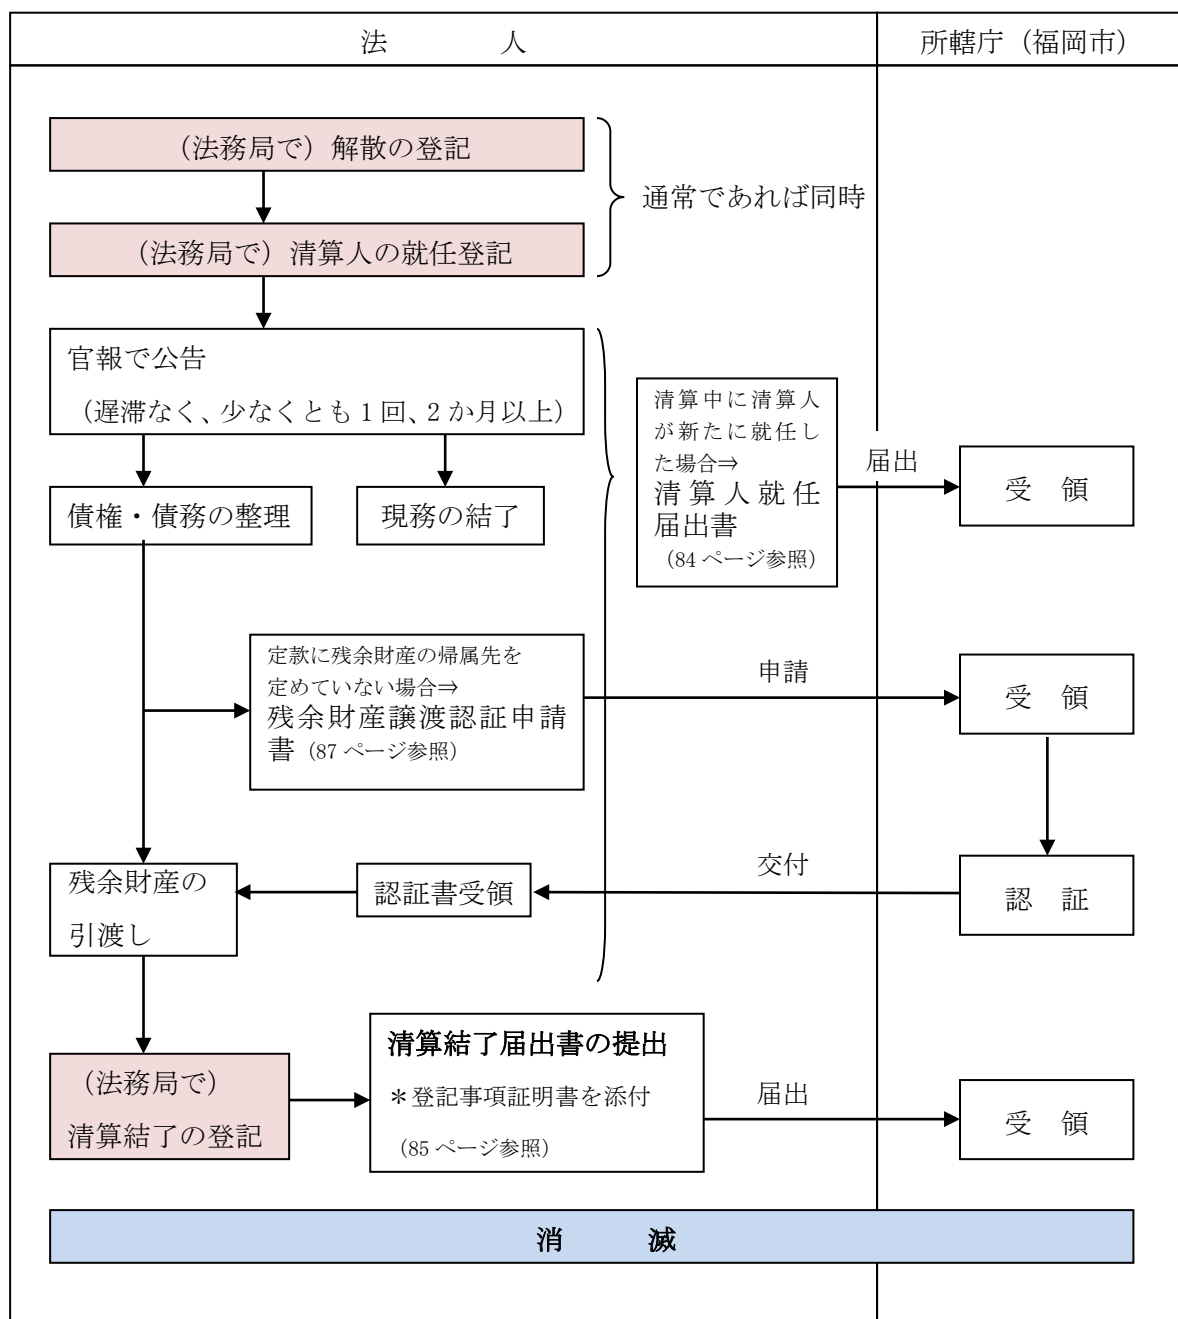 法　人
所轄庁（福岡市）
（法務局で）解散の登記
通常であれば同時
（法務局で）清算人の就任登記
官報で公告
（遅滞なく、少なくとも1回、2か月以上）
清算中に清算人
が新たに就任し
た場合⇒
清算人就任
届出書
（84ページ参照）
届出
受　領
債権・債務の整理
現務の結了
定款に残余財産の帰属先を
定めていない場合⇒
残余財産譲渡認証申請
書（87ページ参照）
申請
受　領
残余財産の
引渡し
認証書受領
交付
認　証
（法務局で）
清算結了の登記
清算結了届出書の提出
＊登記事項証明書を添付
（85ページ参照）
届出
受　領
消　滅